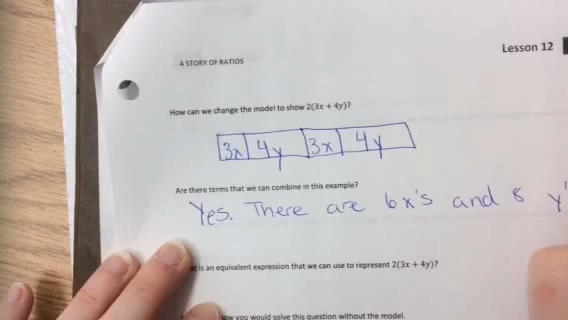 Lesson 12
A STORY OF RATIOS
How can we change the model to show 2(3x + 4y)?
3x 4y 3x 4y
Are there terms that we can combine in this example?
Yes. There are 6x's and 8 y'
is an equivalent expression that we can use to represent 2(3x + 4y)?
you would solve this question without the model.